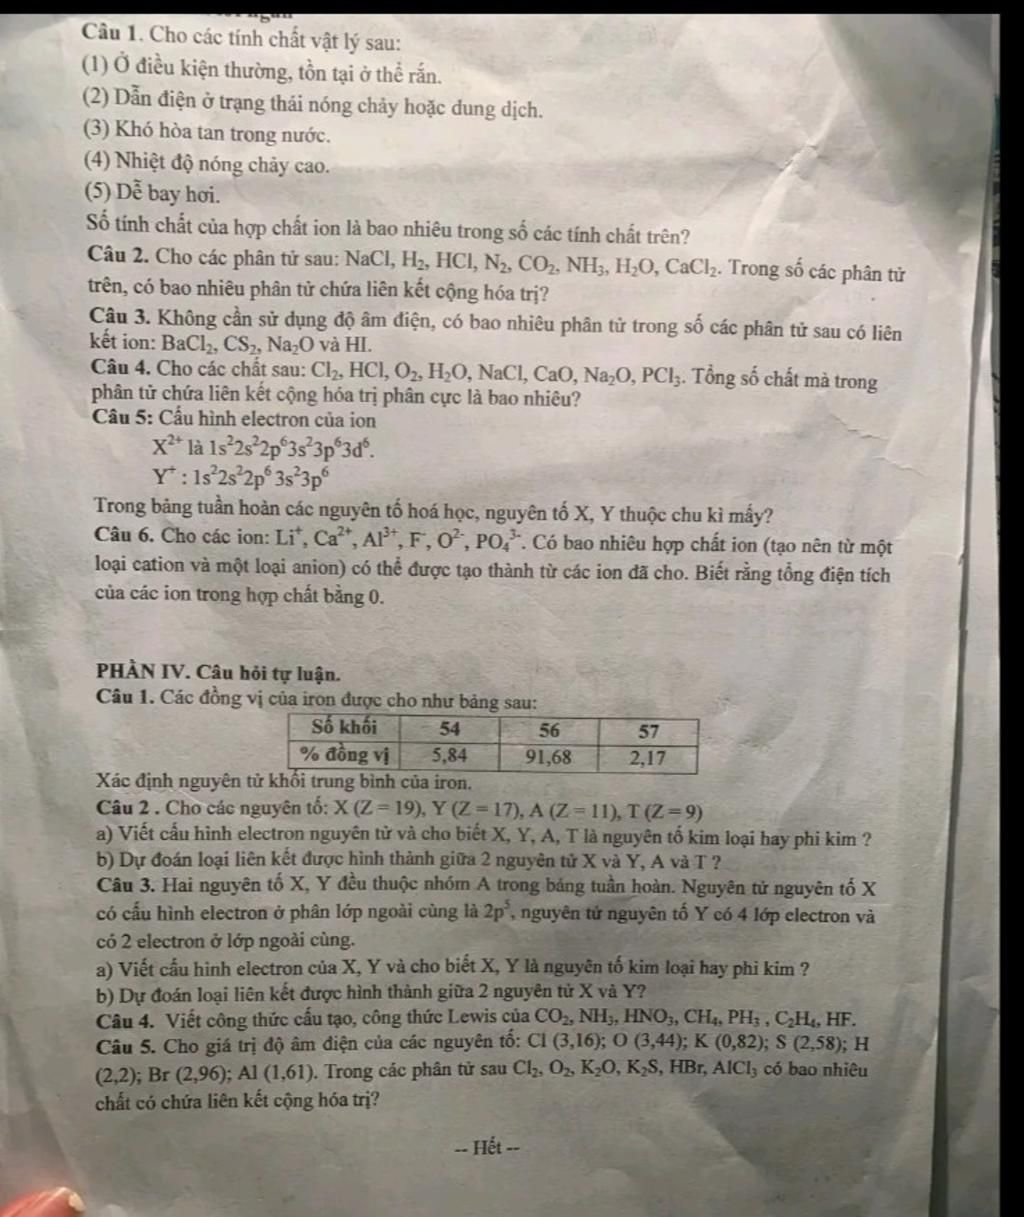 Câu 1. Cho các tính chất vật lý sau:
(1) Ở điều kiện thường, tồn tại ở thể rắn.
(2) Dẫn điện ở trạng thái nóng chảy hoặc dung dịch.
(3) Khó hòa tan trong nước.
(4) Nhiệt độ nóng chảy cao.
(5) Dễ bay hơi.
Số tính chất của hợp chất ion là bao nhiêu trong số các tính chất trên?
Câu 2. Cho các phân tử sau: NaCl, H₂, HCl, N₂, CO₂, NH₃, H₂O, CaCl₂. Trong số các phân tử
trên, có bao nhiêu phân tử chứa liên kết cộng hóa trị?
Câu 3. Không cần sử dụng độ âm điện, có bao nhiêu phân tử trong số các phân tử sau có liên
kết ion: BaCl₂, CS₂, Na₂O và HI.
Câu 4. Cho các chất sau: Cl₂, HCl, O₂, H₂O, NaCl, CaO, Na₂O, PCl₃. Tổng số chất mà trong
phân tử chứa liên kết cộng hóa trị phân cực là bao nhiêu?
Câu 5: Cấu hình electron của ion
X²⁺ là 1s²2s²2p⁶3s²3p⁶3d⁶.
Y⁺ : 1s²2s²2p⁶ 3s²3p⁶
Trong bảng tuần hoàn các nguyên tố hoá học, nguyên tố X, Y thuộc chu kì mấy?
Câu 6. Cho các ion: Li⁺, Ca²⁺, Al³⁺, F⁻, O²⁻, PO₄³⁻. Có bao nhiêu hợp chất ion (tạo nên từ một
loại cation và một loại anion) có thể được tạo thành từ các ion đã cho. Biết rằng tổng điện tích
của các ion trong hợp chất bằng 0.
PHẦN IV. Câu hỏi tự luận.
Câu 1. Các đồng vị của iron được cho như bảng sau:
Số khối 54 56 57
% đồng vị 5,84 91,68 2,17
Xác định nguyên tử khối trung bình của iron.
Câu 2 . Cho các nguyên tố: X (Z = 19), Y (Z = 17), A (Z = 11), T (Z = 9)
a) Viết cấu hình electron nguyên tử và cho biết X, Y, A, T là nguyên tố kim loại hay phi kim ?
b) Dự đoán loại liên kết được hình thành giữa 2 nguyên tử X và Y, A và T ?
Câu 3. Hai nguyên tố X, Y đều thuộc nhóm A trong bảng tuần hoàn. Nguyên tử nguyên tố X
có cấu hình electron ở phân lớp ngoài cùng là 2p⁵, nguyên tử nguyên tố Y có 4 lớp electron và
có 2 electron ở lớp ngoài cùng.
a) Viết cấu hình electron của X, Y và cho biết X, Y là nguyên tố kim loại hay phi kim ?
b) Dự đoán loại liên kết được hình thành giữa 2 nguyên tử X và Y?
Câu 4. Viết công thức cấu tạo, công thức Lewis của CO₂, NH₃, HNO₃, CH₄, PH₃ , C₂H₄, HF.
Câu 5. Cho giá trị độ âm điện của các nguyên tố: Cl (3,16); O (3,44); K (0,82); S (2,58); H
(2,2); Br (2,96); Al (1,61). Trong các phân tử sau Cl₂, O₂, K₂O, K₂S, HBr, AlCl₃ có bao nhiêu
chất có chứa liên kết cộng hóa trị?
-- Hết --